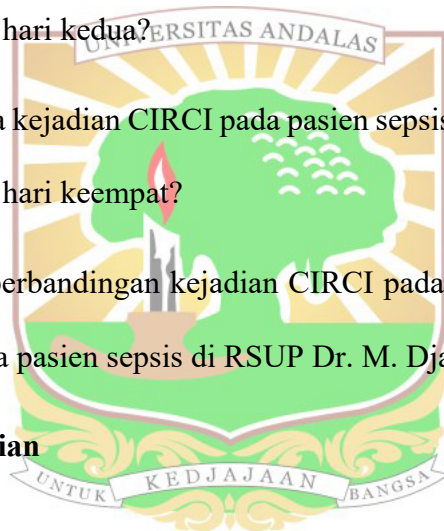 hari kedua?
UNIVERSITAS ANDALAS
kejadian CIRCI pada pasien sepsis
hari keempat?
perbandingan kejadian CIRCI pada
pasien sepsis di RSUP Dr. M. Dja
ian
UNTUK KEDJAJAAN BANGSA